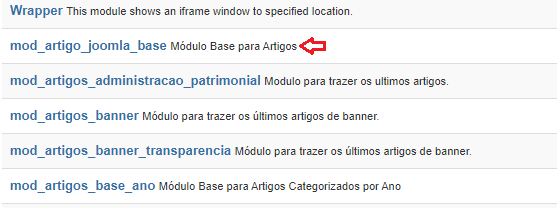 Wrapper This module shows an iframe window to specified location.
mod_artigo_joomla_base Módulo Base para Artigos
mod_artigos_administracao_patrimonial Modulo para trazer os ultimos artigos.
mod_artigos_banner Módulo para trazer os últimos artigos de banner.
mod_artigos_banner_transparencia Módulo para trazer os últimos artigos de banner.
mod_artigos_base_ano Módulo Base para Artigos Categorizados por Ano